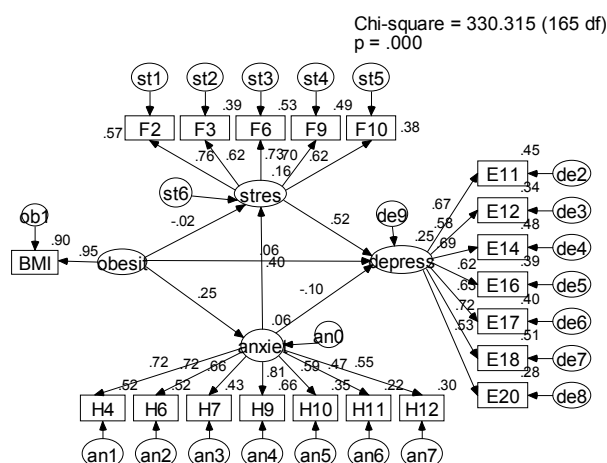 Chi-square = 330.315 (165 df)
p = .000
st1 st2 st3 st4 st5
.39 .53 .49
.57 F2 F3 F6 F9 F10 .38
.76 .62 .73 .70 .62
.16
st6 stres
.45
E11 de2
.34
.67
E12 de3
.58 .48
ob1 -.02 .52 de9 .25 .69 E14 de4
.90 .39
BMI .95 obesit .06 depress .62 E16 de5
.40 .65 .40
.25 -.10 .72 E17 de6
.53 .51
.06 E18 de7
anxie an0 .28
E20 de8
.72 .72 .66 .81 .59 .47 .55
.52 .52 .43 .66 .35 .22 .30
H4 H6 H7 H9 H10 H11 H12
an1 an2 an3 an4 an5 an6 an7